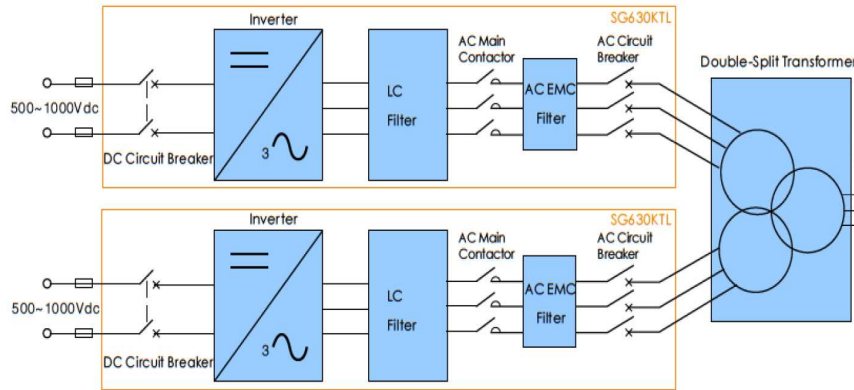 Inverter
SG630KTL
AC Main
Contactor
AC Circuit
Breaker
Double-Split Transformer
500~1000Vdc
LC
Filter
AC EMC
Filter
3
DC Circuit Breaker
Inverter
SG630KTL
AC Main
Contactor
AC Circuit
Breaker
500~1000Vdc
LC
Filter
AC EMC
Filter
3
DC Circuit Breaker